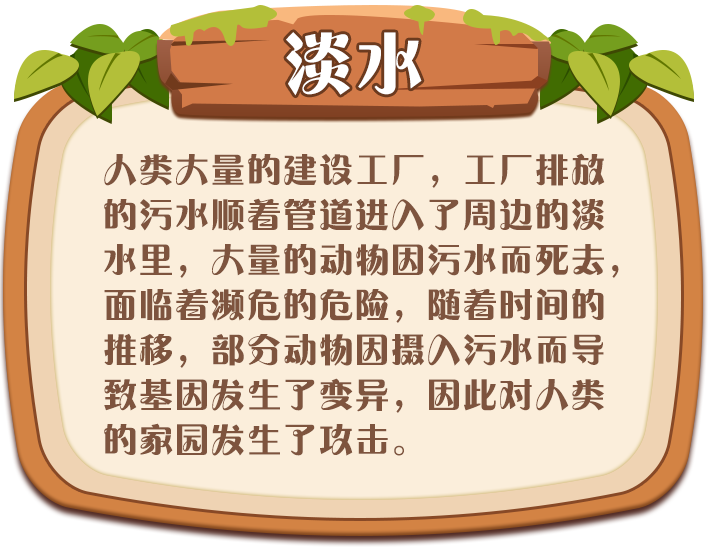 淡水
人类大量的建设工厂，工厂排放
的污水顺着管道进入了周边的淡
水里，大量的动物因污水而死去，
面临着濒危的危险，随着时间的
推移，部分动物因摄入污水而导
致基因发生了变异，因此对人类
的家园发生了攻击。